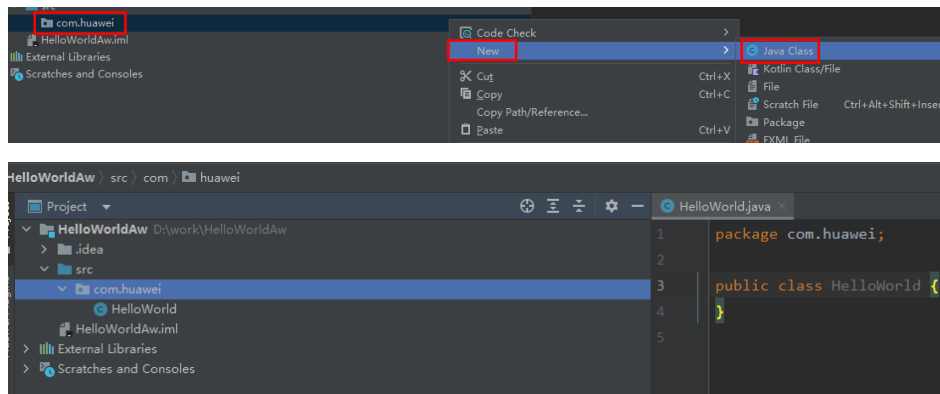 src
com.huawei
HelloWorldAw.iml
External Libraries
Scratches and Consoles
Code Check
New
Cut Ctrl+X
Copy Ctrl+C
Copy Path/Reference...
Paste Ctrl+V
Java Class
Kotlin Class/File
File
Scratch File Ctrl+Alt+Shift+Inser
Package
FXML File
HelloWorldAw src com huawei
Project
HelloWorldAw D:\work\HelloWorldAw
.idea
src
com.huawei
HelloWorld
HelloWorldAw.iml
External Libraries
Scratches and Consoles
HelloWorld.java
1 package com.huawei;
2
3 public class HelloWorld {
4 }
5